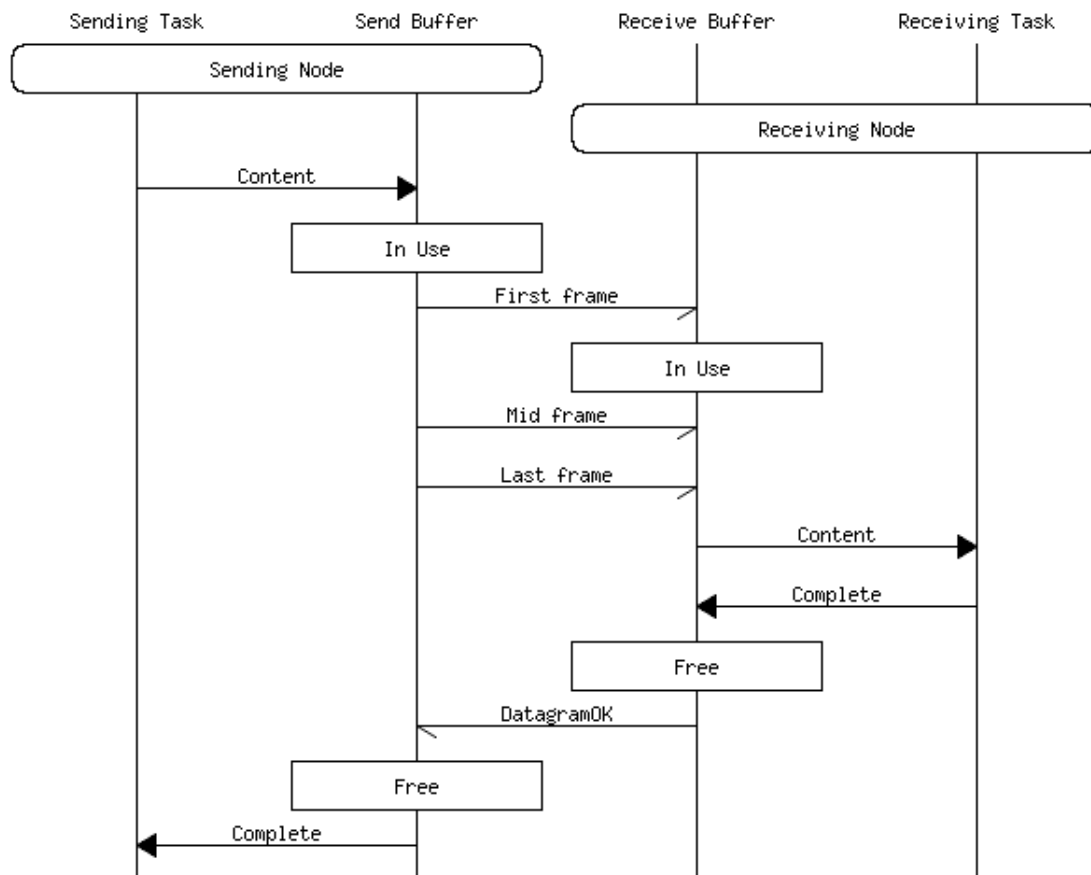 Sending Task
Send Buffer
Receive Buffer
Receiving Task
Sending Node
Receiving Node
Content
In Use
First frame
In Use
Mid frame
Last frame
Content
Complete
Free
DatagramOK
Free
Complete